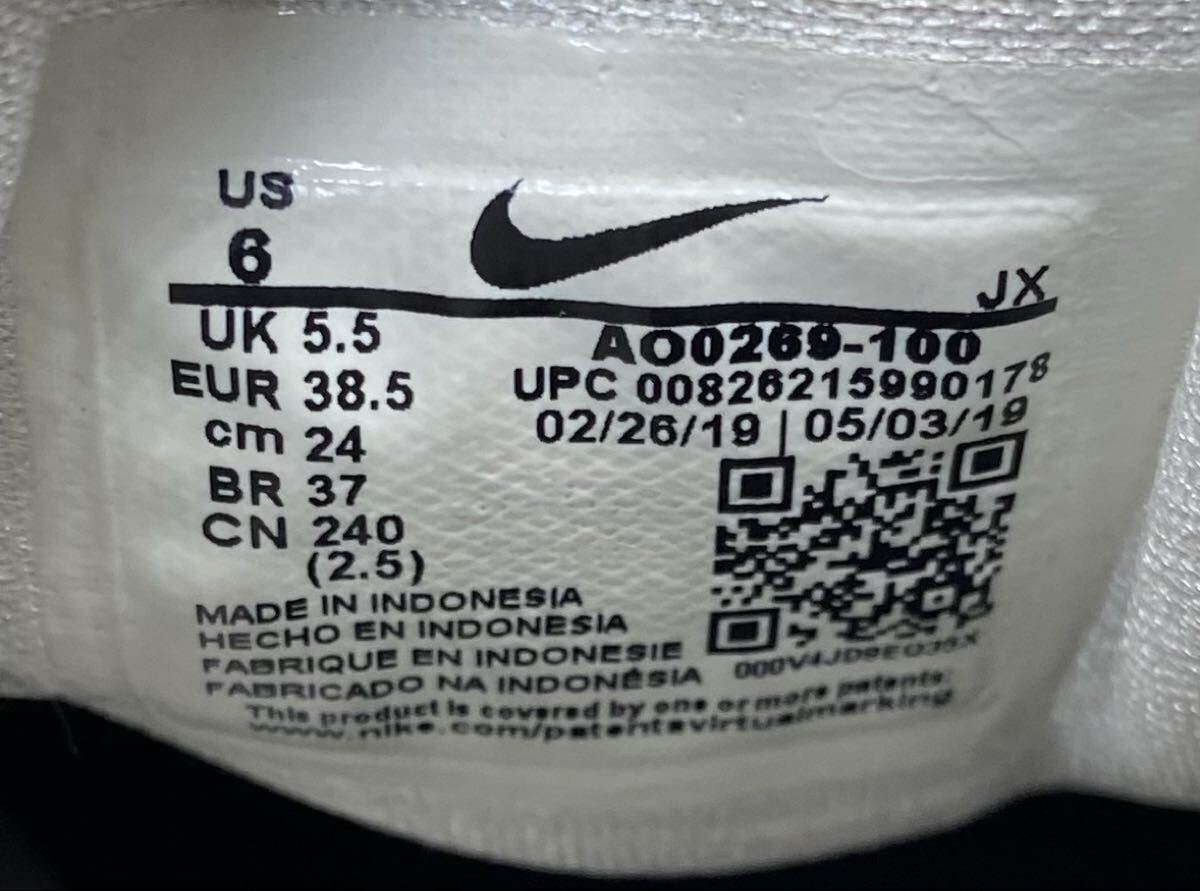 US
6
JX
UK 5.5
EUR 38.5
cm 24
BR 37
CN 240
(2.5)
AO0269-100
UPC 00826215990178
02/26/19 | 05/03/19
MADE IN INDONESIA
HECHO EN INDONESIA
FABRIQUE EN INDONESIE
FABRICADO NA INDONÉSIA
This product is covered by one or more patents:
www.nike.com/patentsvirtualmarking